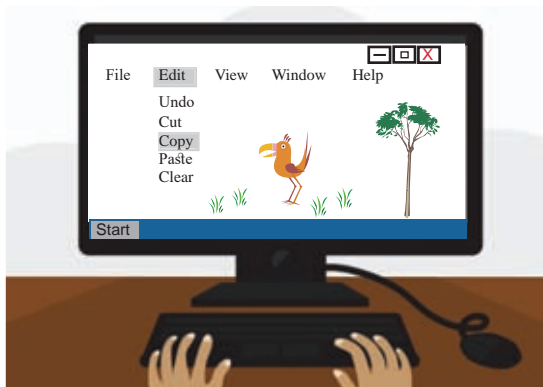 File Edit View Window Help
Undo
Cut
Copy
Paste
Clear
Start